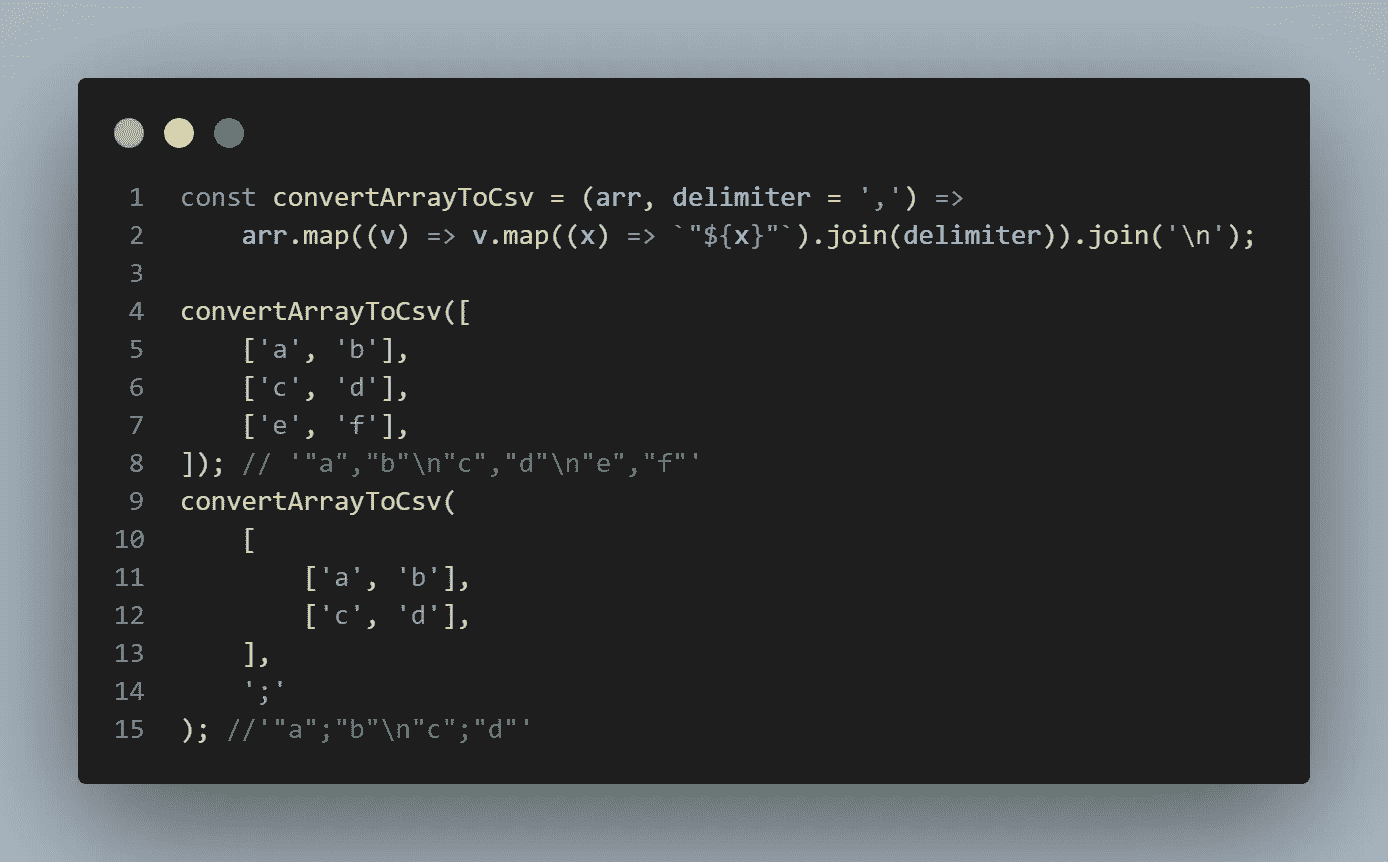 1 const convertArrayToCsv = (arr, delimiter = ',') =>
2     arr.map((v) => v.map((x) => `"${x}"`).join(delimiter)).join('\n');
3
4 convertArrayToCsv([
5     ['a', 'b'],
6     ['c', 'd'],
7     ['e', 'f'],
8 ]); // '"a","b"\n"c","d"\n"e","f"'
9 convertArrayToCsv(
10     [
11         ['a', 'b'],
12         ['c', 'd'],
13     ],
14     ';'
15 ); //'"a";"b"\n"c";"d"'